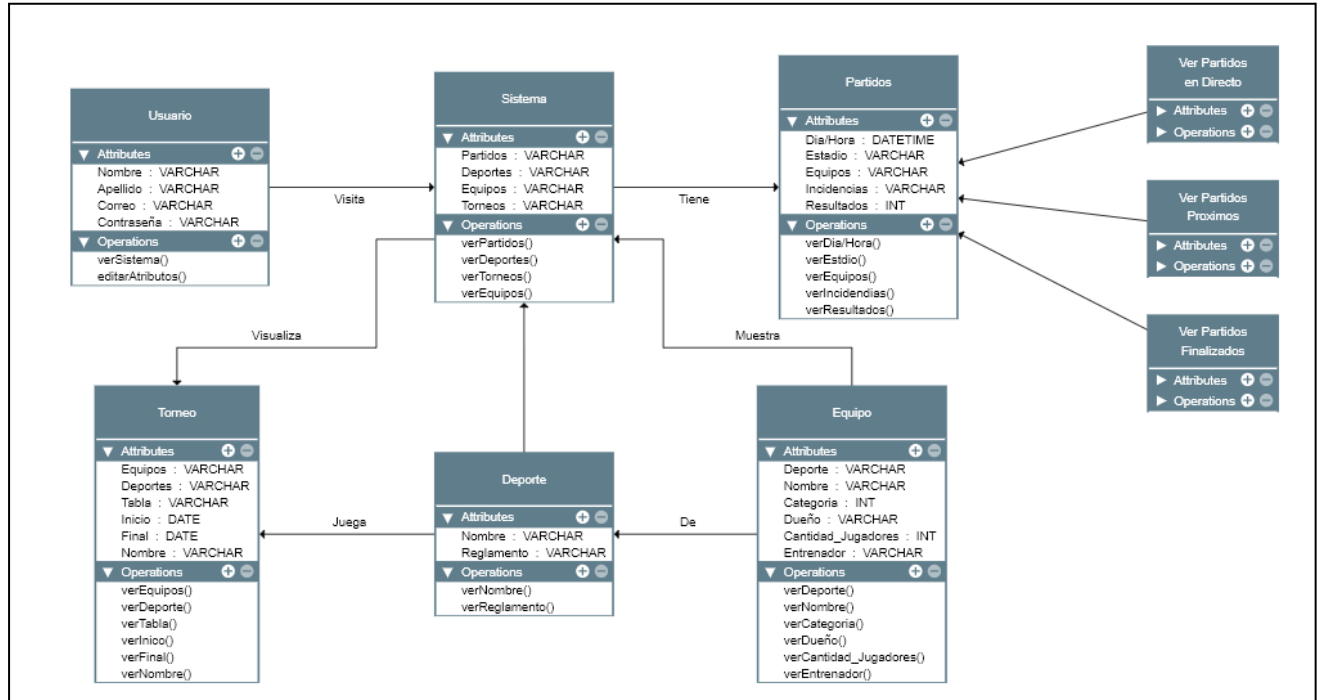 Usuario
Attributes
Nombre : VARCHAR
Apellido : VARCHAR
Correo : VARCHAR
Contraseña : VARCHAR
Operations
verSistema()
editarAtributos()
Visita
Sistema
Attributes
Partidos : VARCHAR
Deportes : VARCHAR
Equipos : VARCHAR
Torneos : VARCHAR
Operations
verPartidos()
verDeportes()
verTorneos()
verEquipos()
Tiene
Partidos
Attributes
Dia/Hora : DATETIME
Estadio : VARCHAR
Equipos : VARCHAR
Incidencias : VARCHAR
Resultados : INT
Operations
verDia/Hora()
verEstdio()
verEquipos()
verIncidendias()
verResultados()
Ver Partidos
en Directo
Attributes
Operations
Ver Partidos
Proximos
Attributes
Operations
Ver Partidos
Finalizados
Attributes
Operations
Visualiza
Muestra
Torneo
Attributes
Equipos : VARCHAR
Deportes : VARCHAR
Tabla : VARCHAR
Inicio : DATE
Final : DATE
Nombre : VARCHAR
Operations
verEquipos()
verDeporte()
verTabla()
verInico()
verFinal()
verNombre()
Juega
Deporte
Attributes
Nombre : VARCHAR
Reglamento : VARCHAR
Operations
verNombre()
verReglamento()
De
Equipo
Attributes
Deporte : VARCHAR
Nombre : VARCHAR
Categoria : INT
Dueño : VARCHAR
Cantidad_Jugadores : INT
Entrenador : VARCHAR
Operations
verDeporte()
verNombre()
verCategoria()
verDueño()
verCantidad_Jugadores()
verEntrenador()